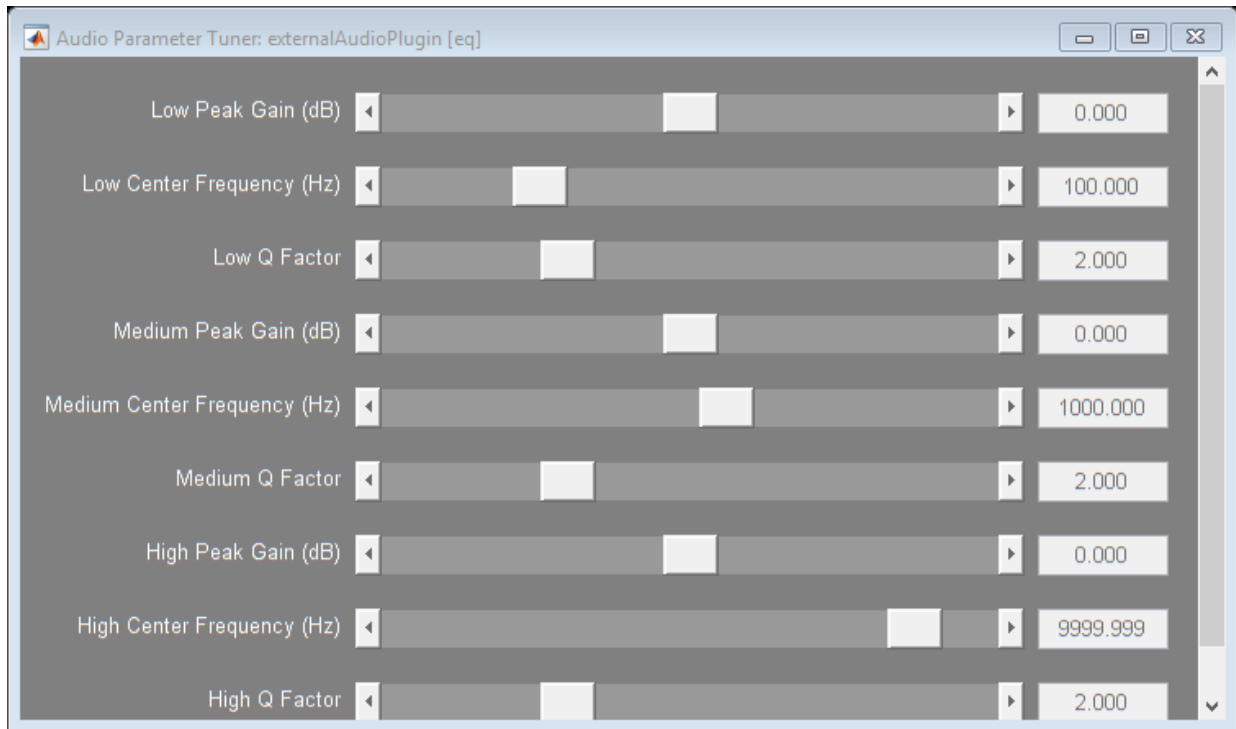 Audio Parameter Tuner: externalAudioPlugin [eq]
Low Peak Gain (dB) 0.000
Low Center Frequency (Hz) 100.000
Low Q Factor 2.000
Medium Peak Gain (dB) 0.000
Medium Center Frequency (Hz) 1000.000
Medium Q Factor 2.000
High Peak Gain (dB) 0.000
High Center Frequency (Hz) 9999.999
High Q Factor 2.000